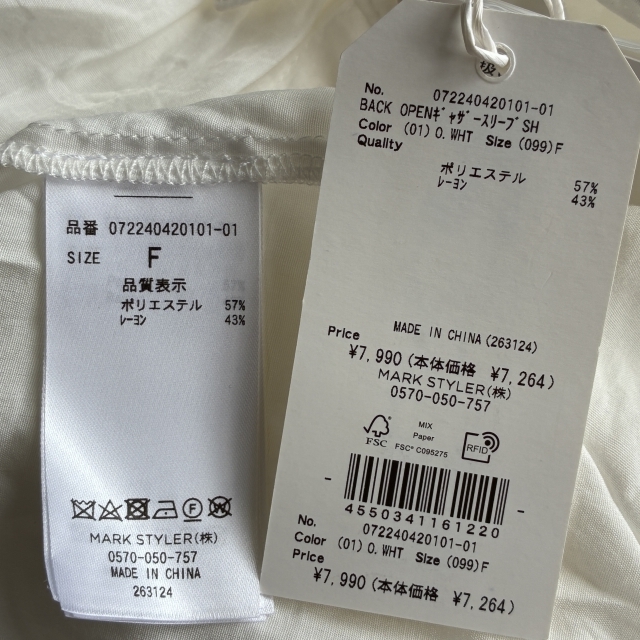 品番 072240420101-01
SIZE F
品質表示
ポリエステル 57%
レーヨン 43%
F
MARK STYLER(株)
0570-050-757
MADE IN CHINA
263124
扱
No. 072240420101-01
BACK OPENギャザースリーブSH
Color (01) O.WHT Size (099)F
Quality
ポリエステル 57%
レーヨン 43%
MADE IN CHINA(263124)
Price
¥7,990(本体価格 ¥7,264)
MARK STYLER(株)
0570-050-757
FSC
MIX
Paper
FSC® C095275
RFID
4550341161220
No. 072240420101-01
Color (01) O.WHT Size (099)F
Price
¥7,990(本体価格 ¥7,264)